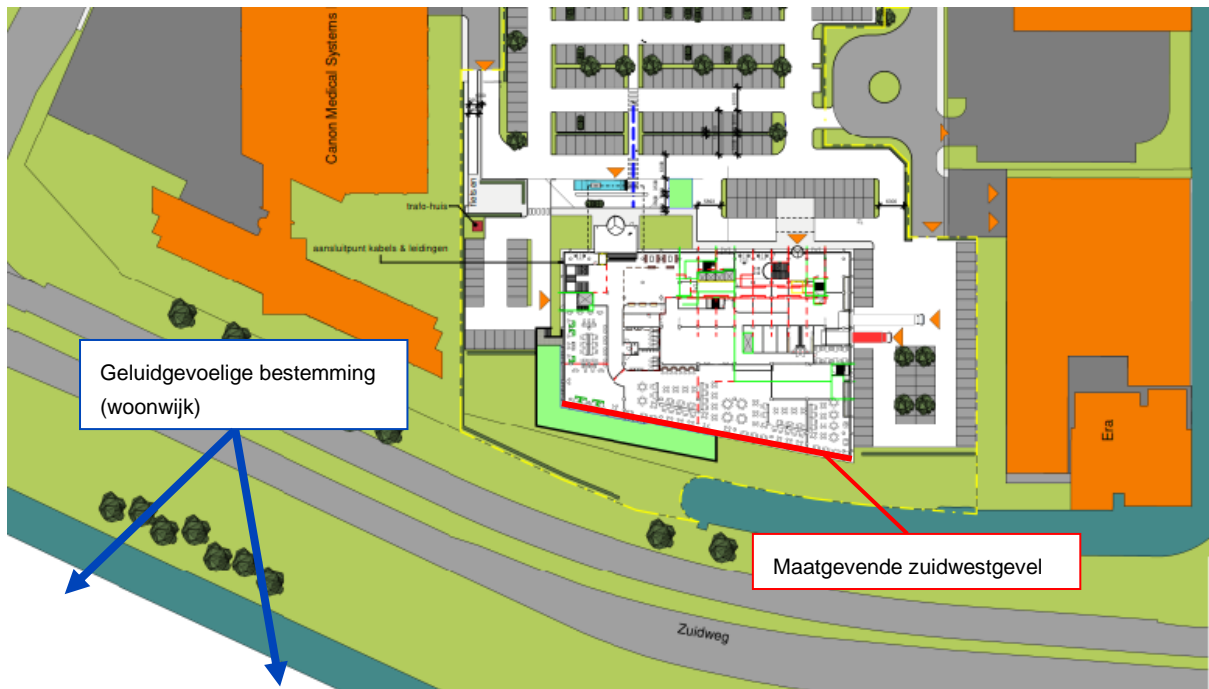 Canon Medical Systems
fietsen
trafo-huis
aansluitpunt kabels & leidingen
Geluidgevoelige bestemming
(woonwijk)
Era
Maatgevende zuidwestgevel
Zuidweg